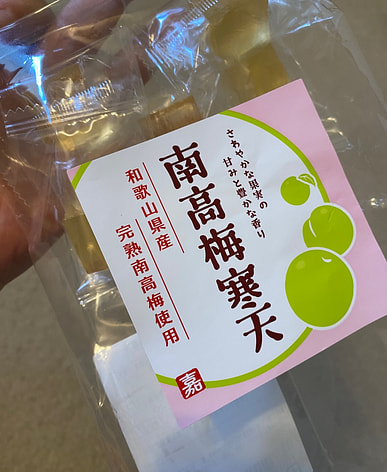 さわやかな果実の
甘みと豊かな香り
南高梅寒天
和歌山県産
完熟南高梅使用
嘉